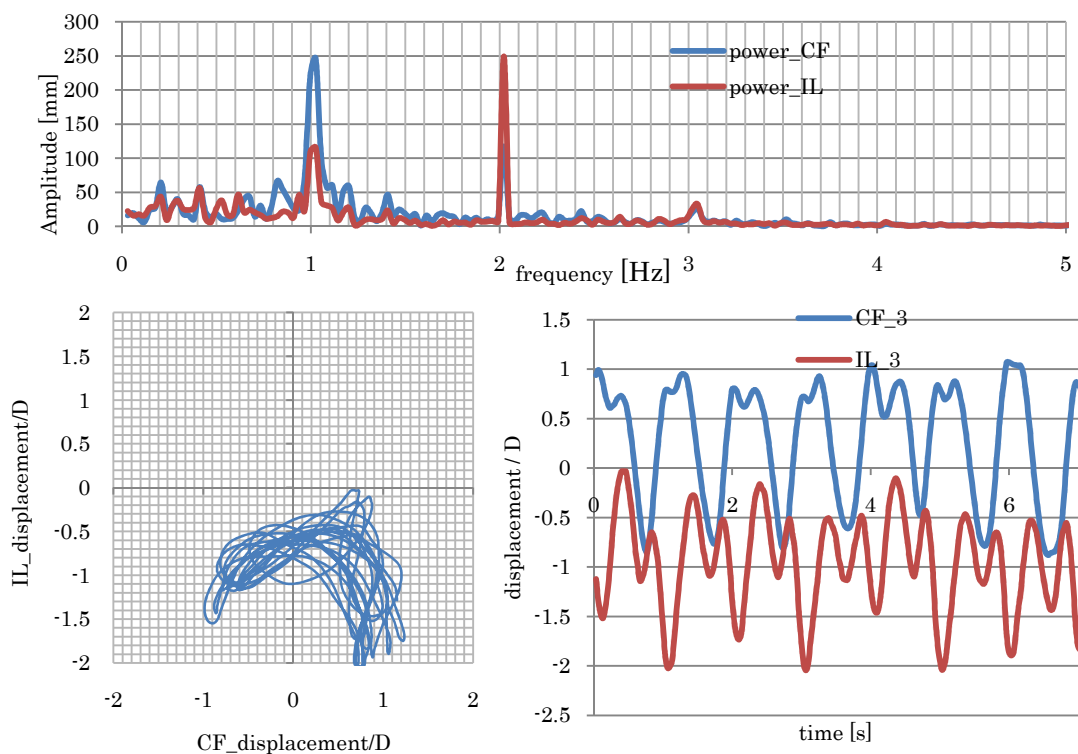 300
250
200
150
100
50
0
Amplitude [mm]
power_CF
power_IL
0 1 2 3 4 5
frequency [Hz]
2
1.5
1
0.5
0
-0.5
-1
-1.5
-2
IL_displacement/D
-2 -1 0 1 2
CF_displacement/D
1.5
1
0.5
0
-0.5
-1
-1.5
-2
-2.5
displacement / D
CF_3
IL_3
0 2 4 6
time [s]